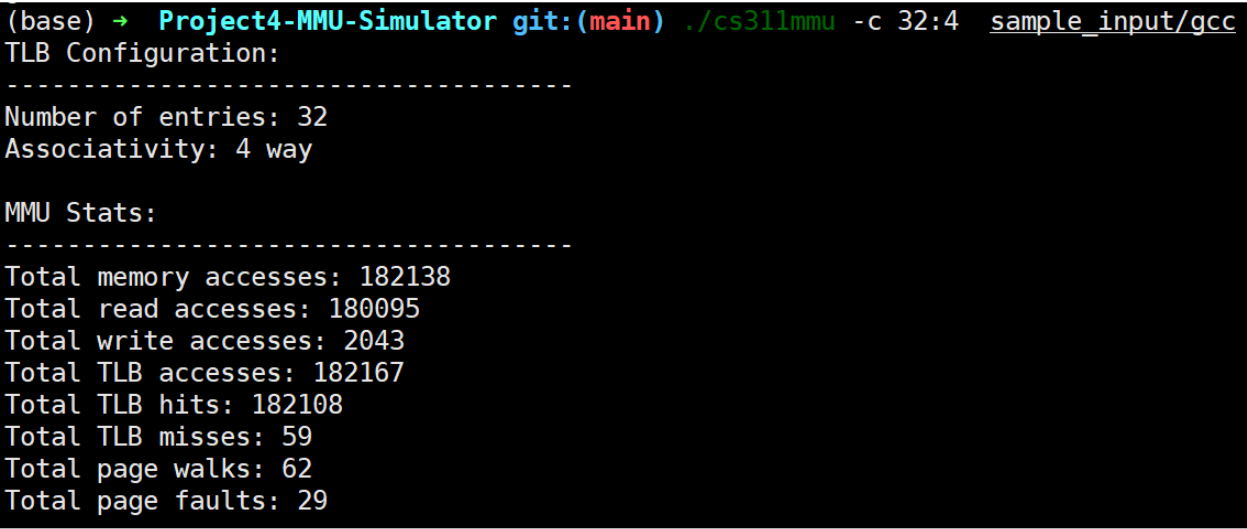 (base) → Project4-MMU-Simulator git:(main) ./cs311mmu -c 32:4 sample_input/gcc
TLB Configuration:
-------------------------------------
Number of entries: 32
Associativity: 4 way
MMU Stats:
-------------------------------------
Total memory accesses: 182138
Total read accesses: 180095
Total write accesses: 2043
Total TLB accesses: 182167
Total TLB hits: 182108
Total TLB misses: 59
Total page walks: 62
Total page faults: 29